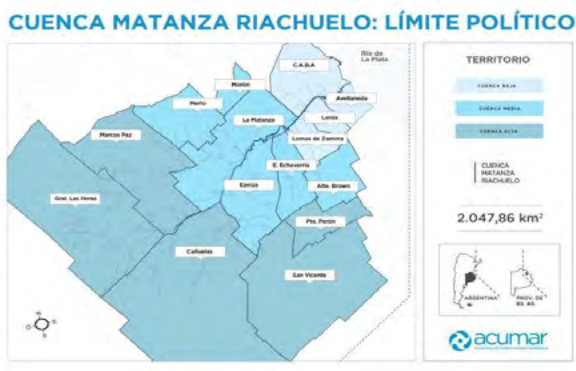 CUENCA MATANZA RIACHUELO: LÍMITE POLÍTICO
Río de
La Plata
C.A.B.A
Morón
Avellaneda
Merlo
La Matanza
Lanús
Marcos Paz
Lomas de Zamora
E. Echeverría
Ezeiza
Alte. Brown
Gral. Las Heras
Pte. Perón
Cañuelas
San Vicente
TERRITORIO
CUENCA BAJA
CUENCA MEDIA
CUENCA ALTA
CUENCA
MATANZA
RIACHUELO
2.047,86 km²
ARGENTINA
PROV. DE
BS. AS.
acumar